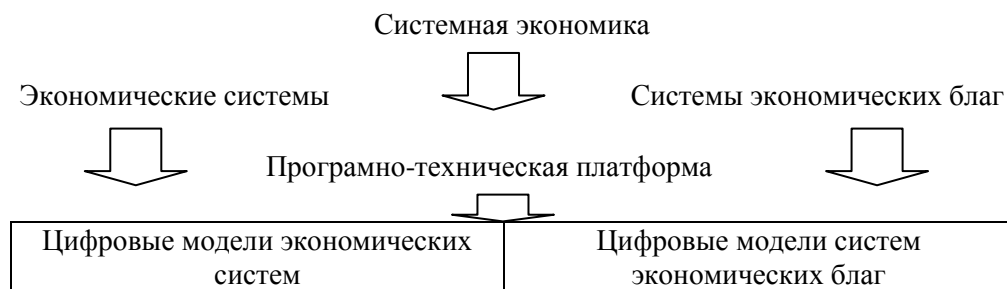 Системная экономика
Экономические системы
Системы экономических благ
Програмно-техническая платформа
Цифровые модели экономических
систем
Цифровые модели систем
экономических благ